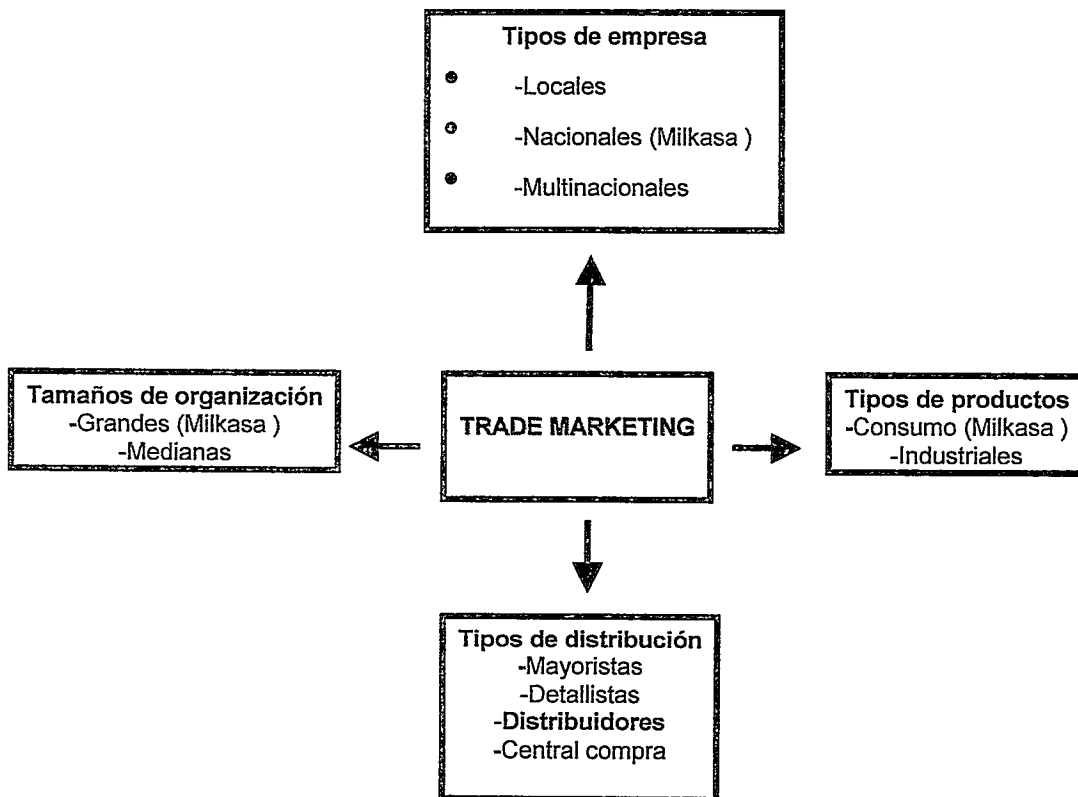 Tipos de empresa
-Locales
-Nacionales (Milkasa )
-Multinacionales
Tamaños de organización
-Grandes (Milkasa )
-Medianas
TRADE MARKETING
Tipos de productos
-Consumo (Milkasa )
-Industriales
Tipos de distribución
-Mayoristas
-Detallistas
-Distribuidores
-Central compra